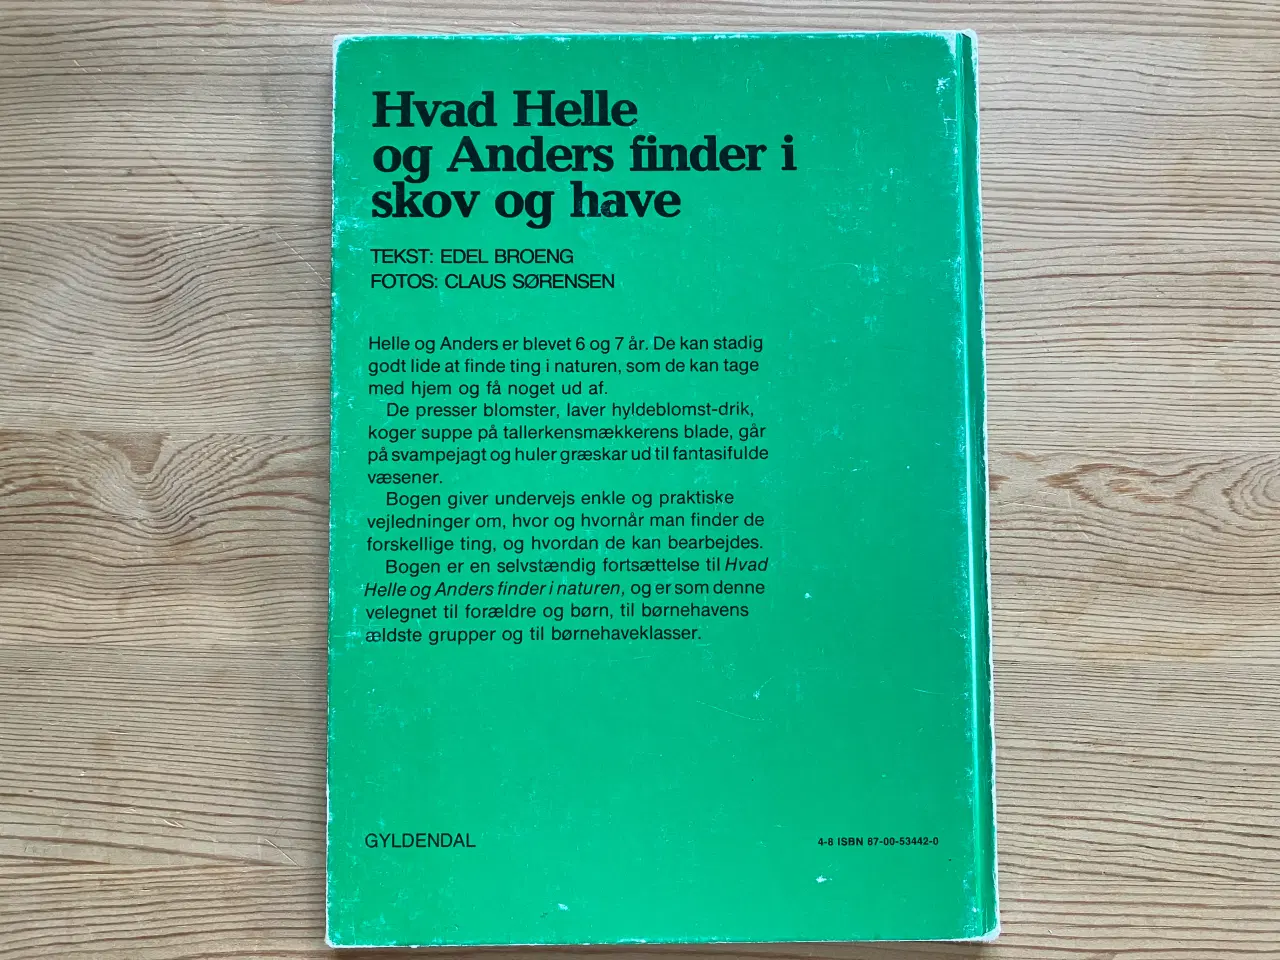 Hvad Helle
og Anders finder i
skov og have
TEKST: EDEL BROENG
FOTOS: CLAUS SØRENSEN
Helle og Anders er blevet 6 og 7 år. De kan stadig
godt lide at finde ting i naturen, som de kan tage
med hjem og få noget ud af.
De presser blomster, laver hyldeblomst-drik,
koger suppe på tallerkensmækkerens blade, går
på svampejagt og huler græskar ud til fantasifulde
væsener.
Bogen giver undervejs enkle og praktiske
vejledninger om, hvor og hvornår man finder de
forskellige ting, og hvordan de kan bearbejdes.
Bogen er en selvstændig fortsættelse til Hvad
Helle og Anders finder i naturen, og er som denne
velegnet til forældre og børn, til børnehavens
ældste grupper og til børnehaveklasser.
GYLDENDAL
4-8 ISBN 87-00-53442-0